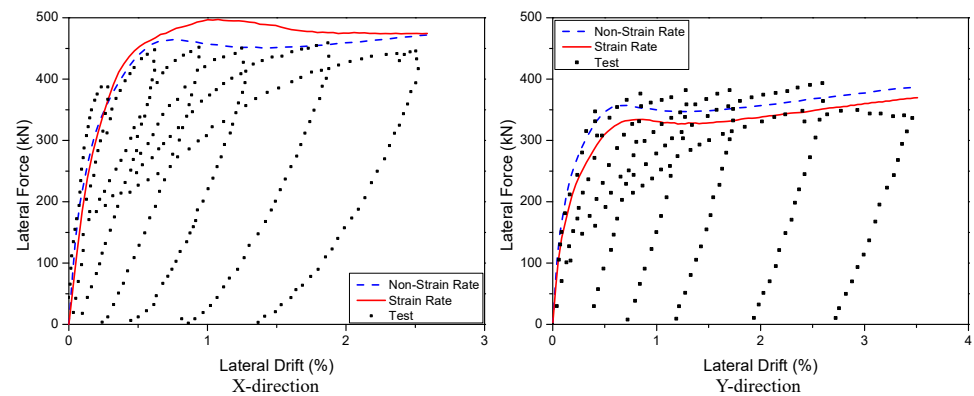 500
400
300
200
100
0
Lateral Force (kN)
Non-Strain Rate
Strain Rate
Test
0 1 2 3
Lateral Drift (%)
X-direction
500
400
300
200
100
0
Lateral Force (kN)
Non-Strain Rate
Strain Rate
Test
0 1 2 3 4
Lateral Drift (%)
Y-direction